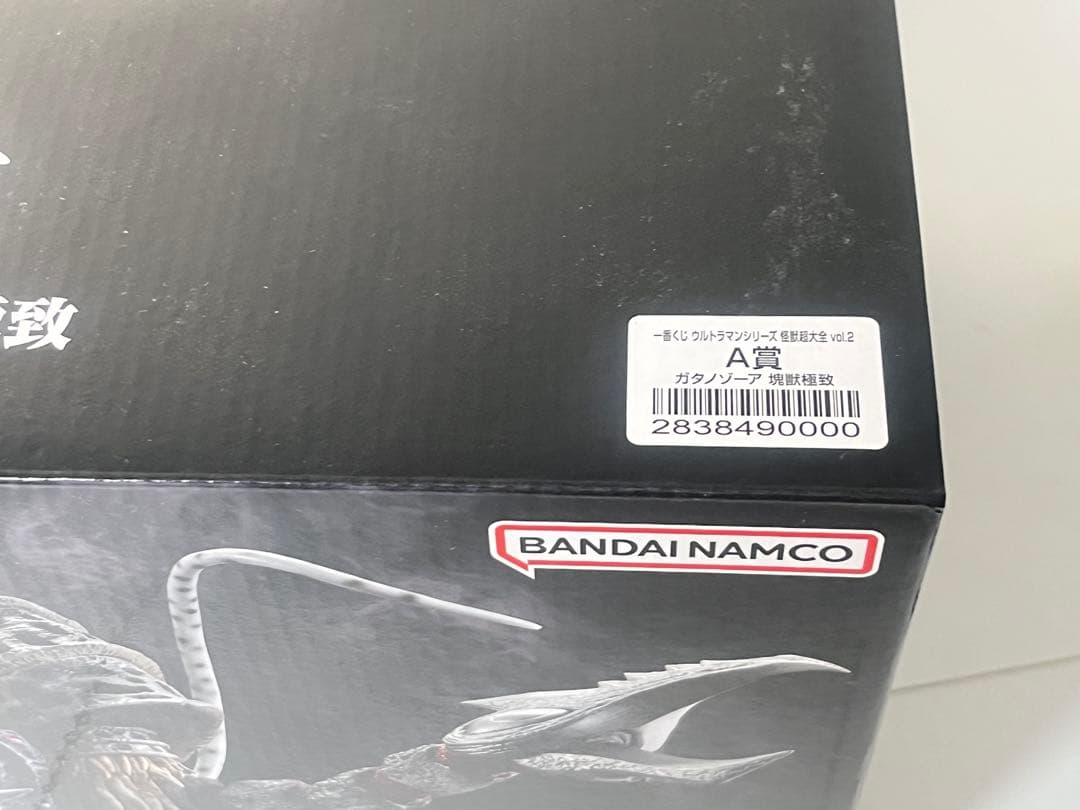 極致
一番くじ ウルトラマンシリーズ 怪獣超大全 vol.2
A賞
ガタノゾーア 塊獣極致
2838490000
BANDAI NAMCO